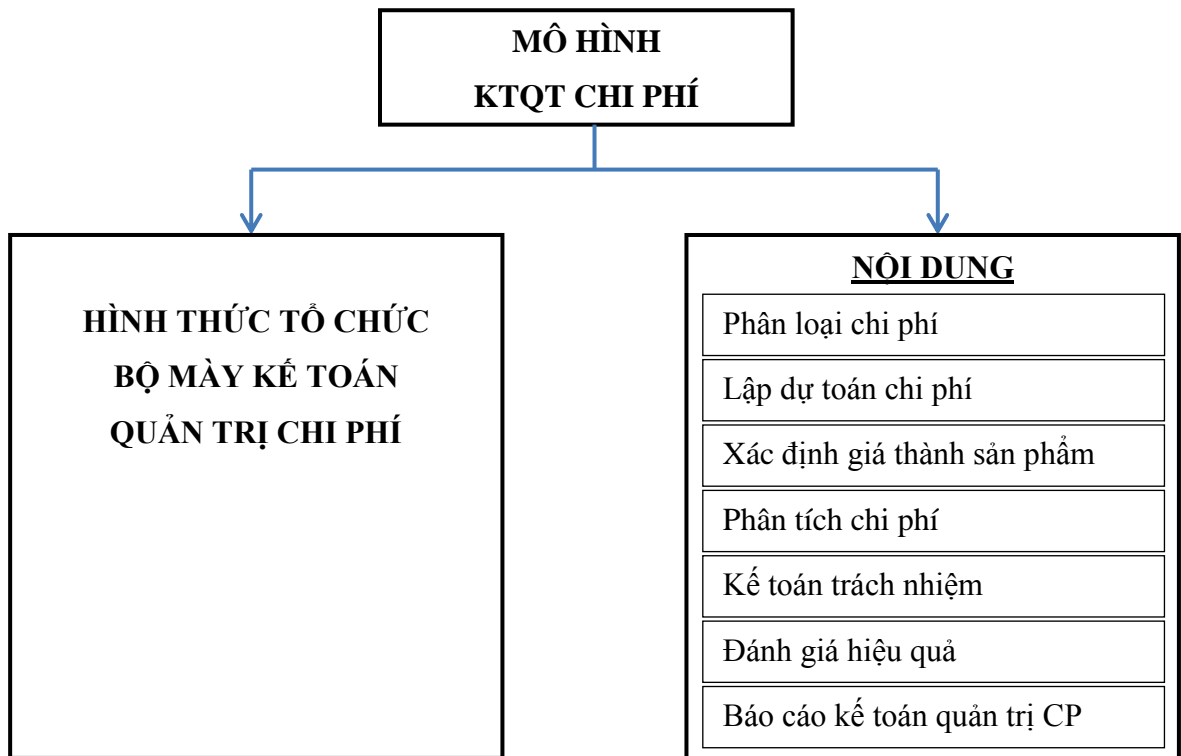 MÔ HÌNH
KTQT CHI PHÍ
HÌNH THỨC TỔ CHỨC
BỘ MÀY KẾ TOÁN
QUẢN TRỊ CHI PHÍ
NỘI DUNG
Phân loại chi phí
Lập dự toán chi phí
Xác định giá thành sản phẩm
Phân tích chi phí
Kế toán trách nhiệm
Đánh giá hiệu quả
Báo cáo kế toán quản trị CP